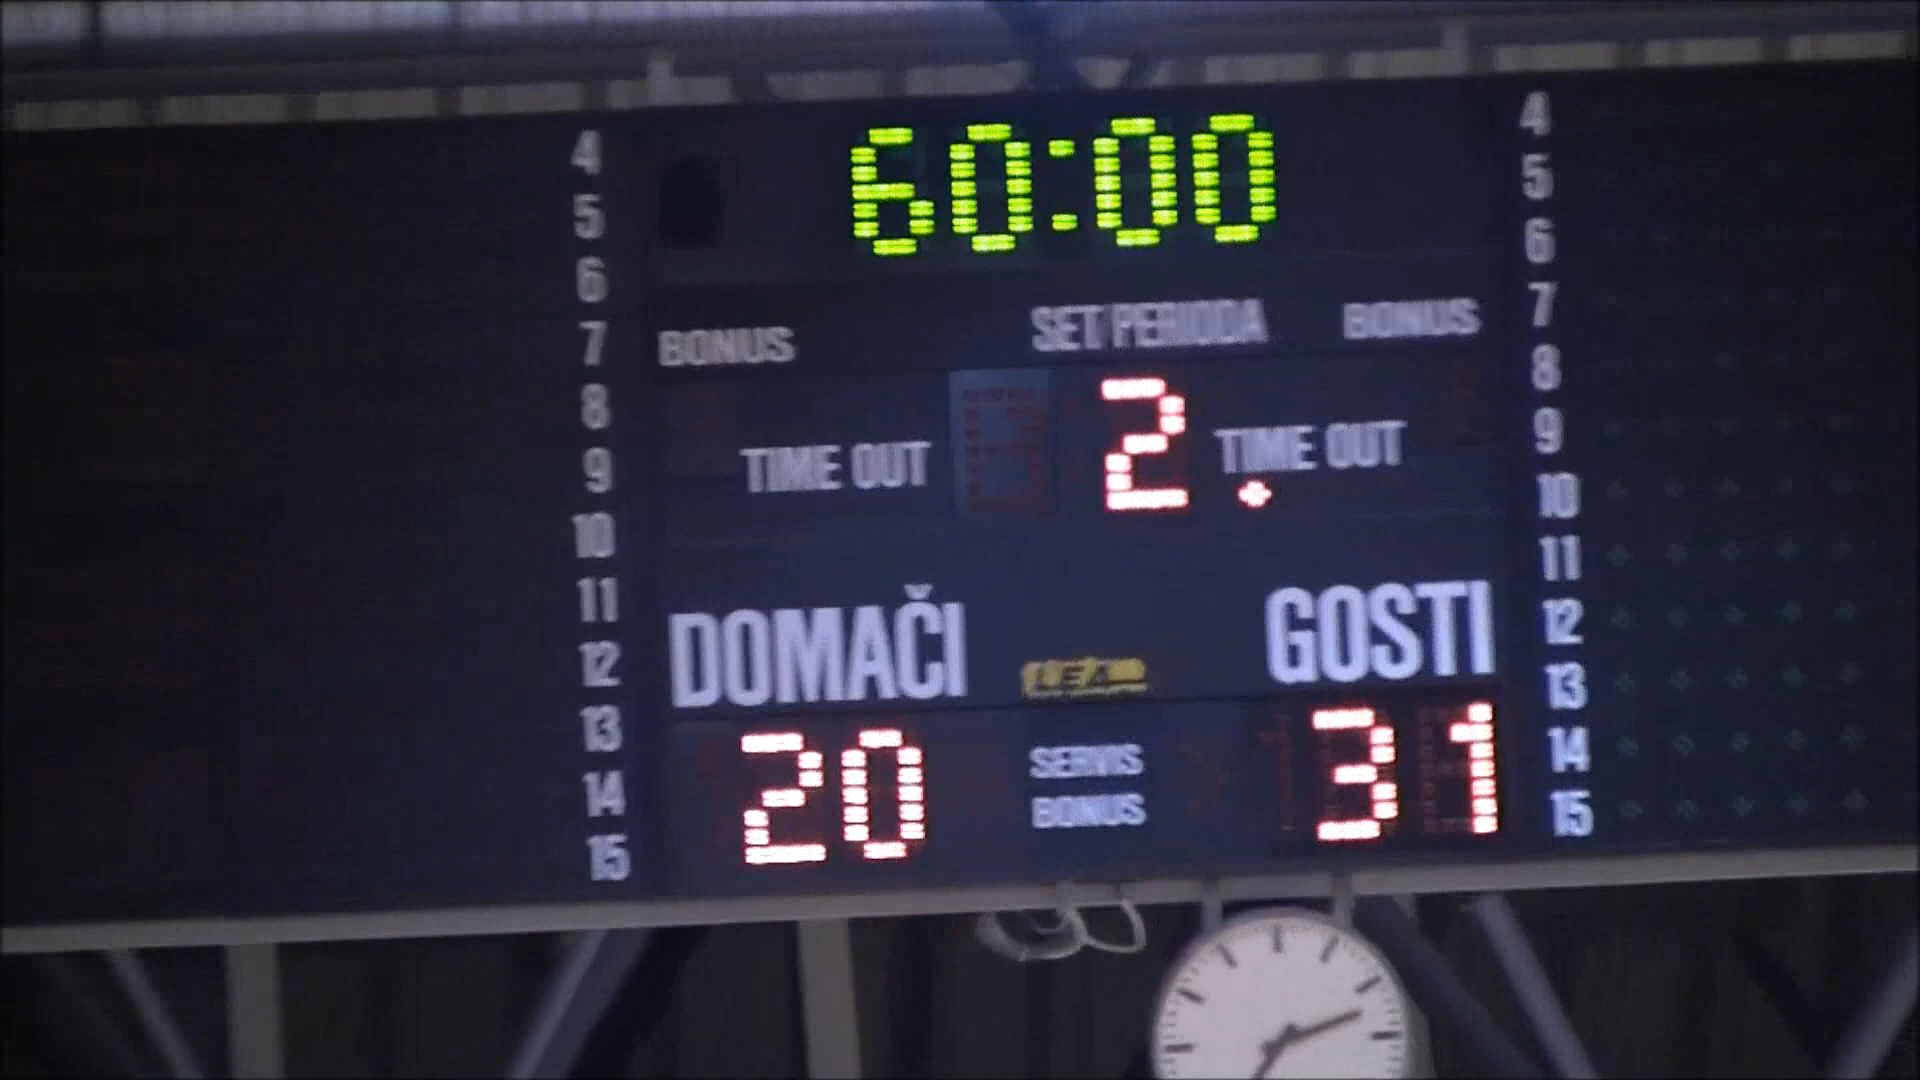 60:00
4 4
5 5
6 6
BONUS SET/PERIODA BONUS
7 7
8 8
2.
TIME OUT TIME OUT
9 9
10 10
11 11
DOMAČI GOSTI
12 12
LEA
13 13
20 31
SERVIS
BONUS
14 14
15 15